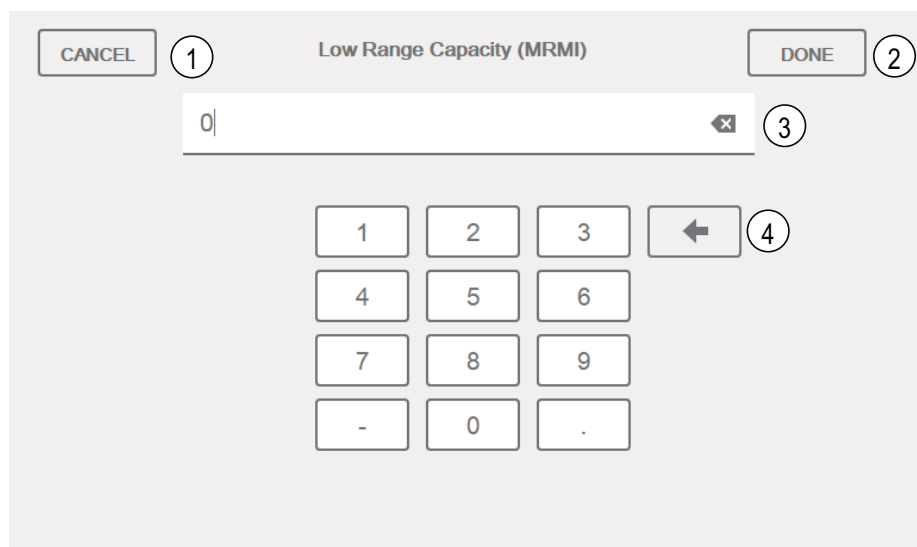 CANCEL 1 Low Range Capacity (MRMI) DONE 2
0 3
1 2 3 4
4 5 6
7 8 9
- 0 .